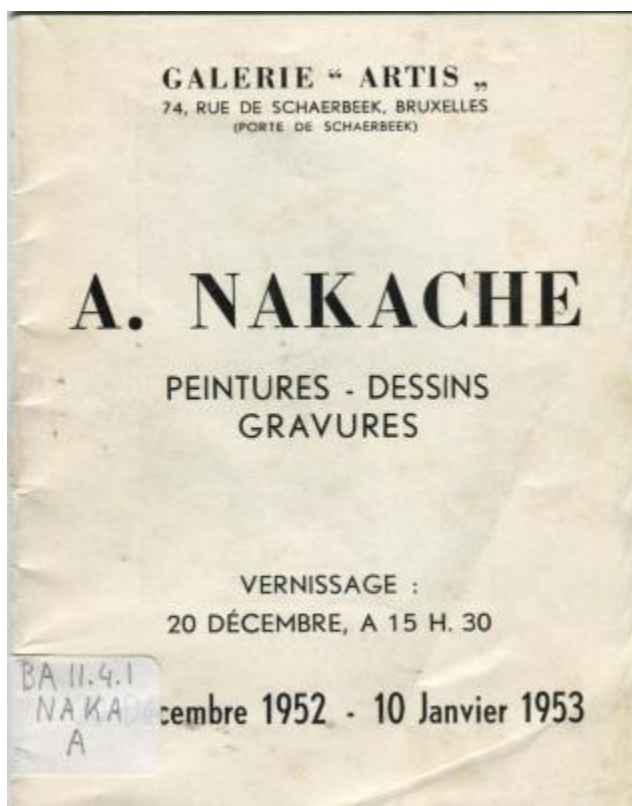 GALERIE “ ARTIS „
74, RUE DE SCHAERBEEK, BRUXELLES
(PORTE DE SCHAERBEEK)
A. NAKACHE
PEINTURES - DESSINS
GRAVURES
VERNISSAGE :
20 DÉCEMBRE, A 15 H. 30
cembre 1952 - 10 Janvier 1953
BA II.4.1
NAKA
A